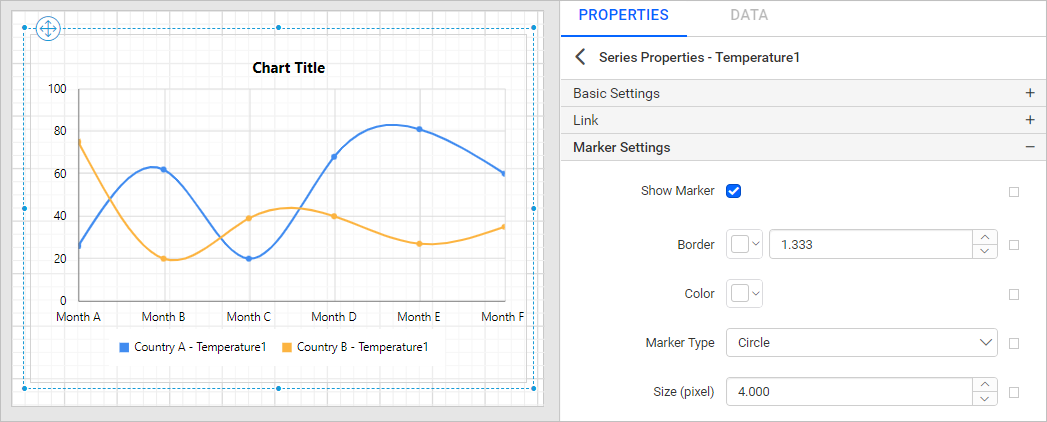 Chart Title
100
80
60
40
20
0
Month A Month B Month C Month D Month E Month F
Country A - Temperature1 Country B - Temperature1
PROPERTIES DATA
Series Properties - Temperature1
Basic Settings +
Link +
Marker Settings −
Show Marker
Border 1.333
Color
Marker Type Circle
Size (pixel) 4.000